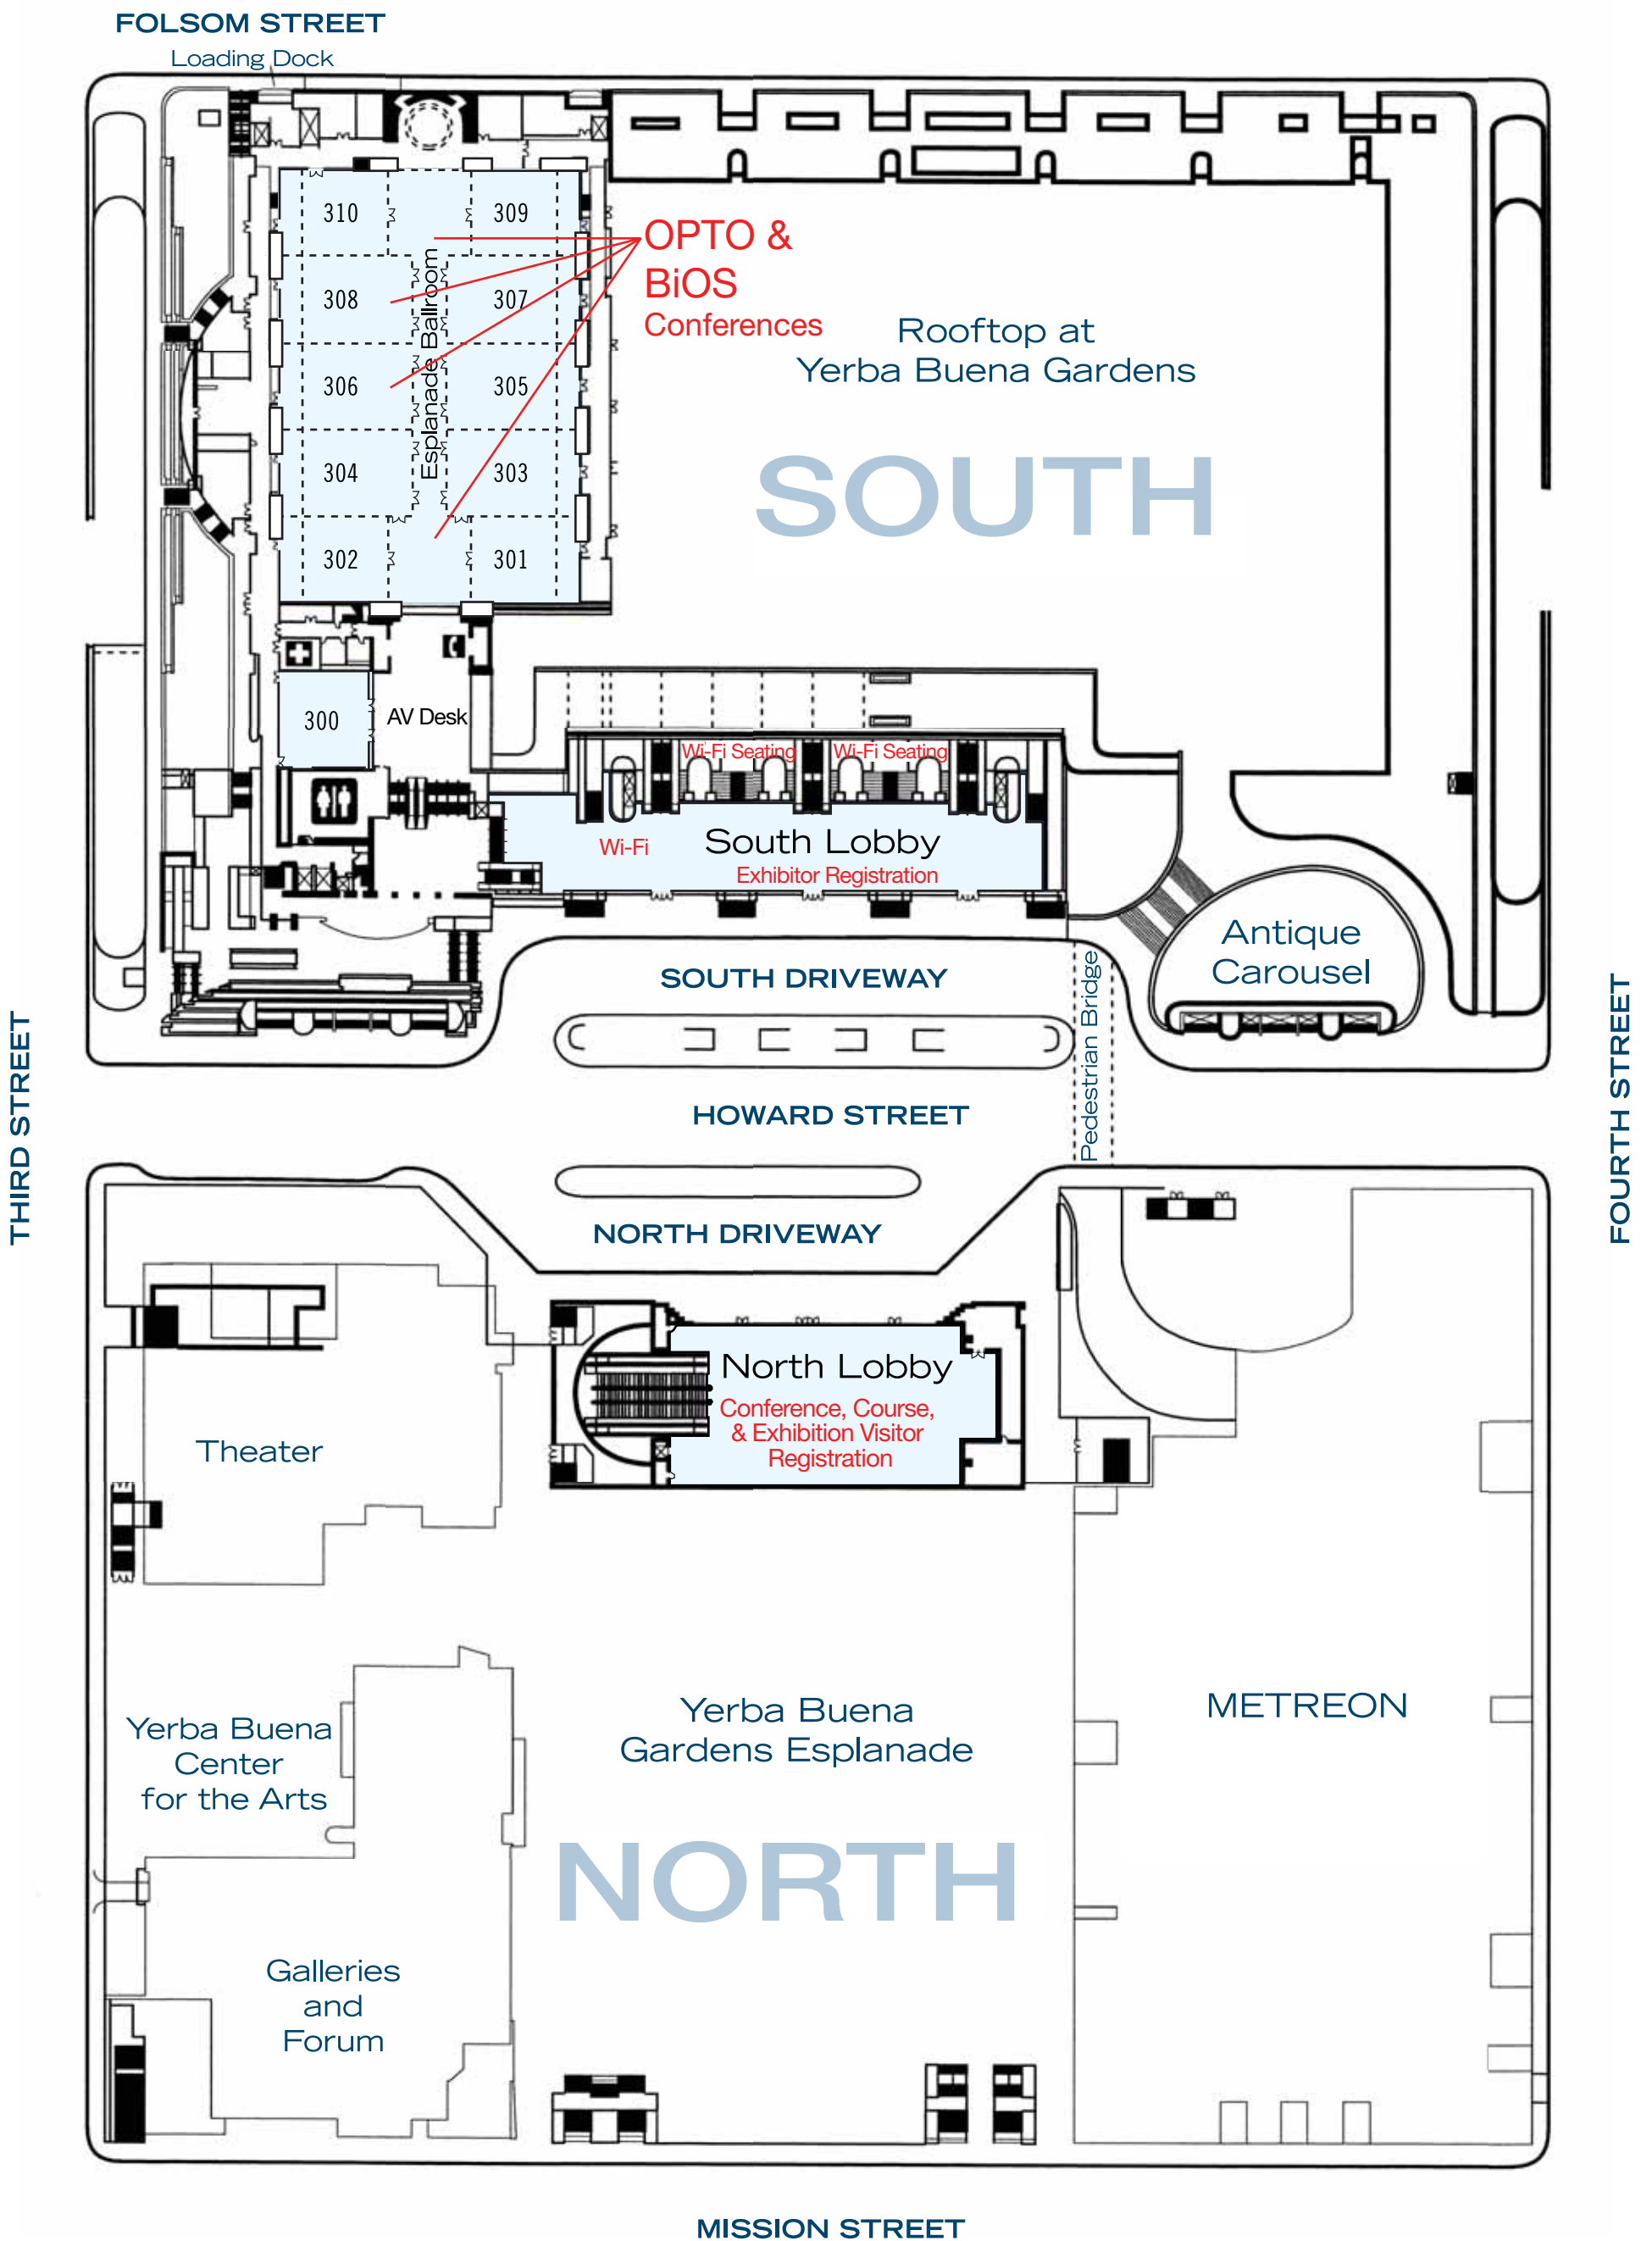 FOLSOM STREET
Loading Dock
310
309
308
307
306
305
304
303
302
301
Esplanade Ballroom
OPTO &
BiOS
Conferences
Rooftop at
Yerba Buena Gardens
SOUTH
300
AV Desk
Wi-Fi Seating
Wi-Fi Seating
Wi-Fi
South Lobby
Exhibitor Registration
Antique
Carousel
SOUTH DRIVEWAY
Pedestrian Bridge
THIRD STREET
FOURTH STREET
HOWARD STREET
NORTH DRIVEWAY
North Lobby
Conference, Course,
& Exhibition Visitor
Registration
Theater
Yerba Buena
Center
for the Arts
Yerba Buena
Gardens Esplanade
METREON
NORTH
Galleries
and
Forum
MISSION STREET